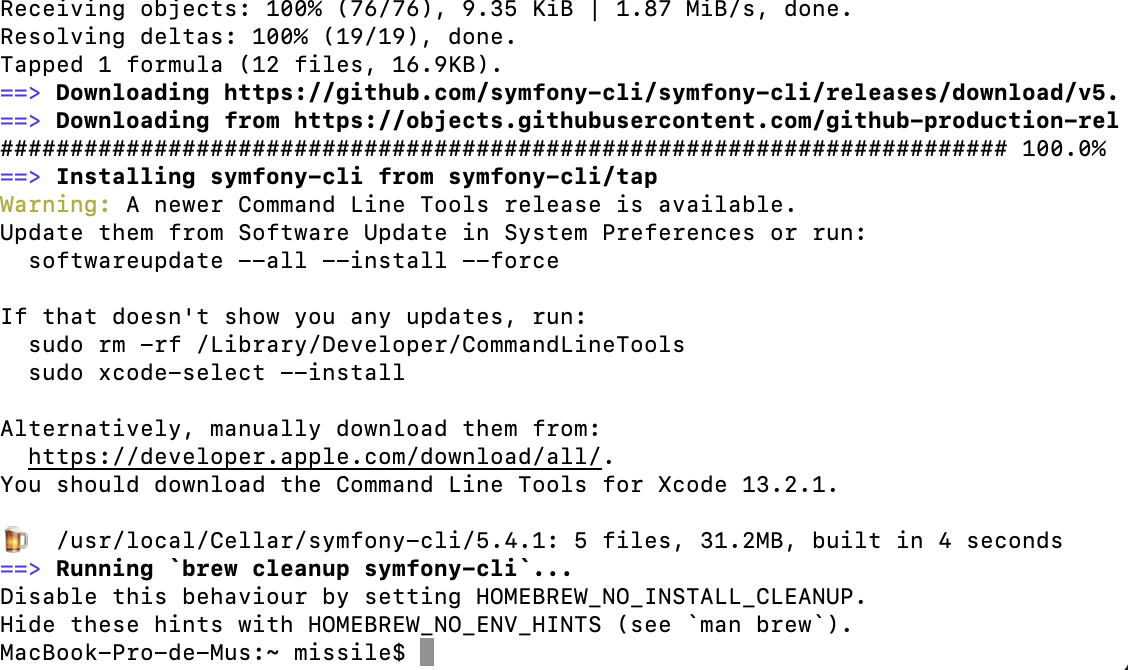 Receiving objects: 100% (76/76), 9.35 KiB | 1.87 MiB/s, done.
Resolving deltas: 100% (19/19), done.
Tapped 1 formula (12 files, 16.9KB).
==> Downloading https://github.com/symfony-cli/symfony-cli/releases/download/v5.
==> Downloading from https://objects.githubusercontent.com/github-production-rel
######################################################################## 100.0%
==> Installing symfony-cli from symfony-cli/tap
Warning: A newer Command Line Tools release is available.
Update them from Software Update in System Preferences or run:
  softwareupdate --all --install --force

If that doesn't show you any updates, run:
  sudo rm -rf /Library/Developer/CommandLineTools
  sudo xcode-select --install

Alternatively, manually download them from:
  https://developer.apple.com/download/all/.
You should download the Command Line Tools for Xcode 13.2.1.

🍺  /usr/local/Cellar/symfony-cli/5.4.1: 5 files, 31.2MB, built in 4 seconds
==> Running `brew cleanup symfony-cli`...
Disable this behaviour by setting HOMEBREW_NO_INSTALL_CLEANUP.
Hide these hints with HOMEBREW_NO_ENV_HINTS (see `man brew`).
MacBook-Pro-de-Mus:~ missile$